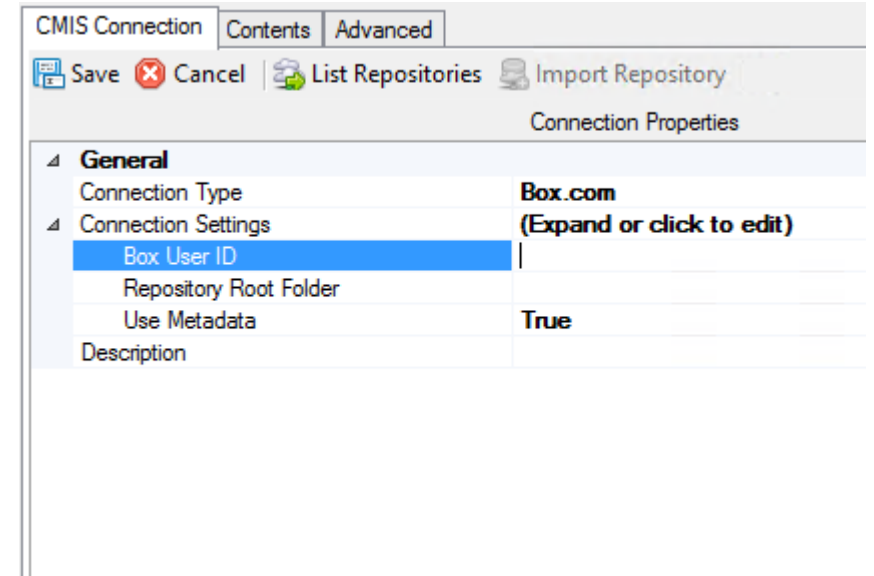 CMIS Connection Contents Advanced
Save Cancel List Repositories Import Repository
Connection Properties
General
Connection Type Box.com
Connection Settings (Expand or click to edit)
Box User ID
Repository Root Folder
Use Metadata True
Description